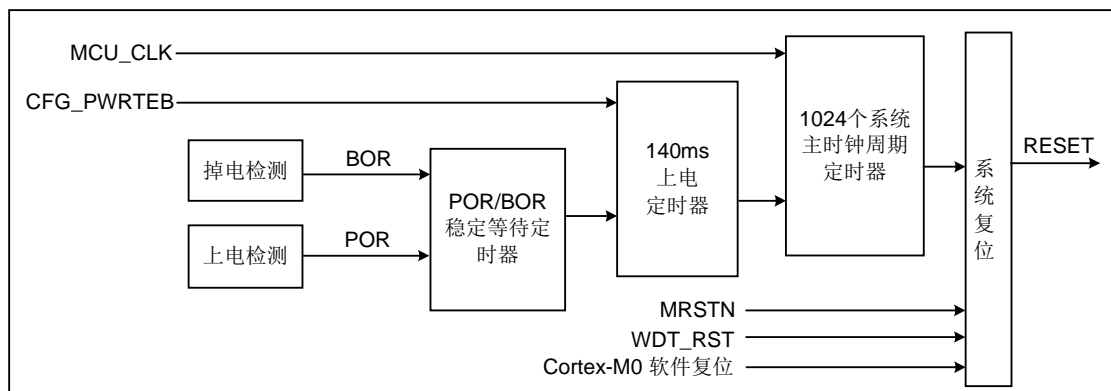 MCU_CLK
CFG_PWRTEB
掉电检测
BOR
上电检测
POR
POR/BOR
稳定等待定
时器
140ms
上电
定时器
1024个系统
主时钟周期
定时器
系统复位
RESET
MRSTN
WDT_RST
Cortex-M0 软件复位